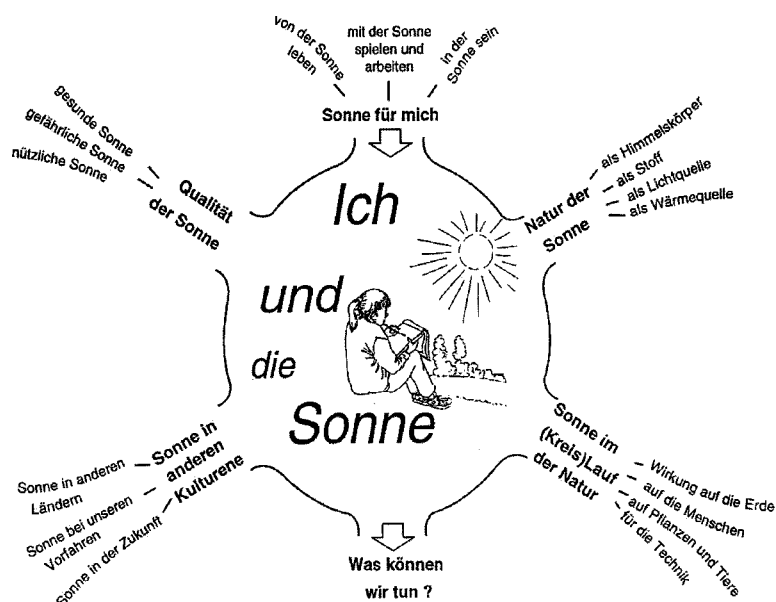 von der Sonne
leben
mit der Sonne
spielen und
arbeiten
in der
Sonne sein
Sonne für mich
gesunde Sonne
gefährliche Sonne
nützliche Sonne
Qualität
der Sonne
als Himmelskörper
als Stoff
als Lichtquelle
als Wärmequelle
Natur der
Sonne
Ich
und
die
Sonne
Sonne in
anderen
Kulturene
Sonne in anderen
Ländern
Sonne bei unseren
Vorfahren
Sonne in der Zukunft
Sonne im
(Kreis)Lauf
der Natur
Wirkung auf die Erde
auf die Menschen
auf Pflanzen und Tiere
für die Technik
Was können
wir tun ?